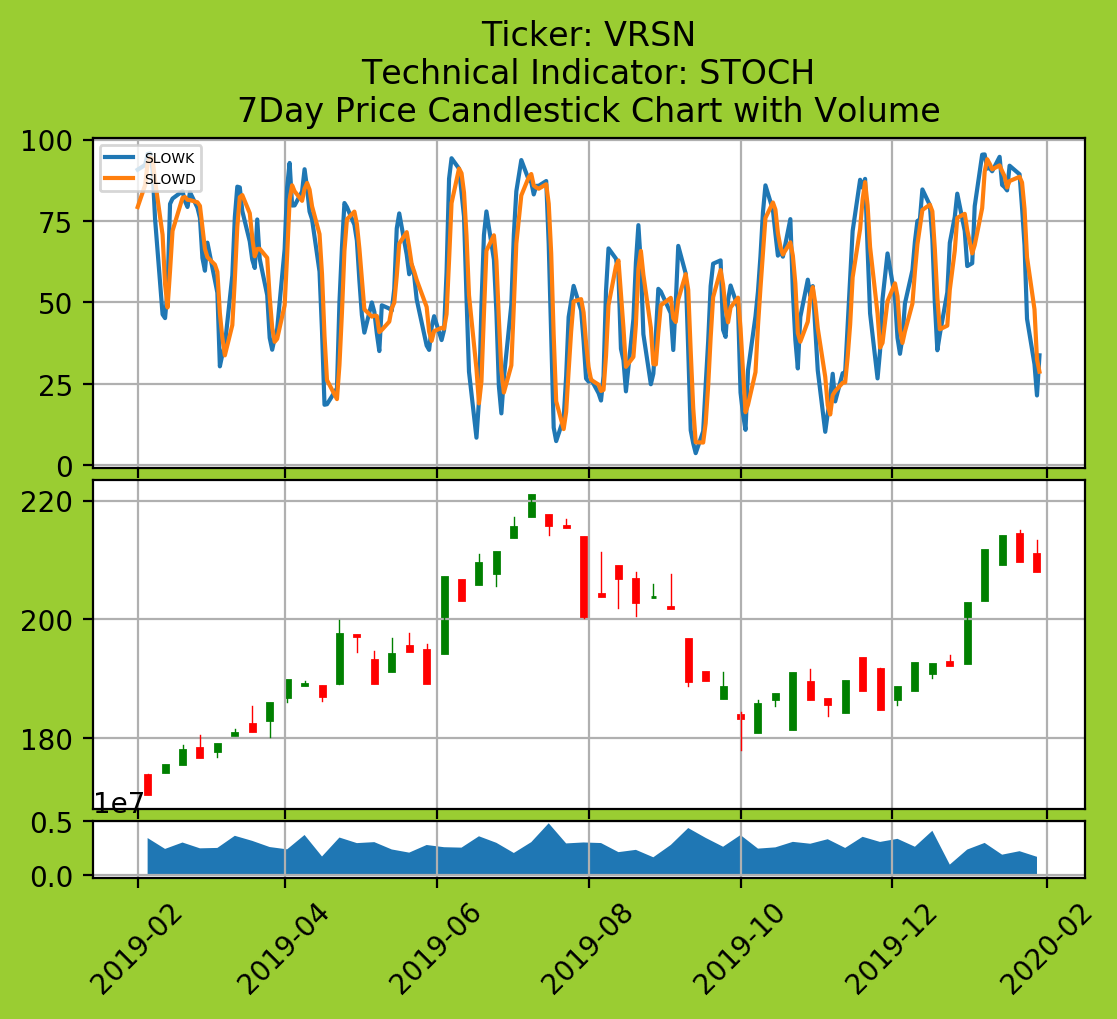 Ticker: VRSN
Technical Indicator: STOCH
7Day Price Candlestick Chart with Volume
100
SLOWK
SLOWD
75
50
25
0
220
200
180
1e7
0.5
0.0
2019-02
2019-04
2019-06
2019-08
2019-10
2019-12
2020-02